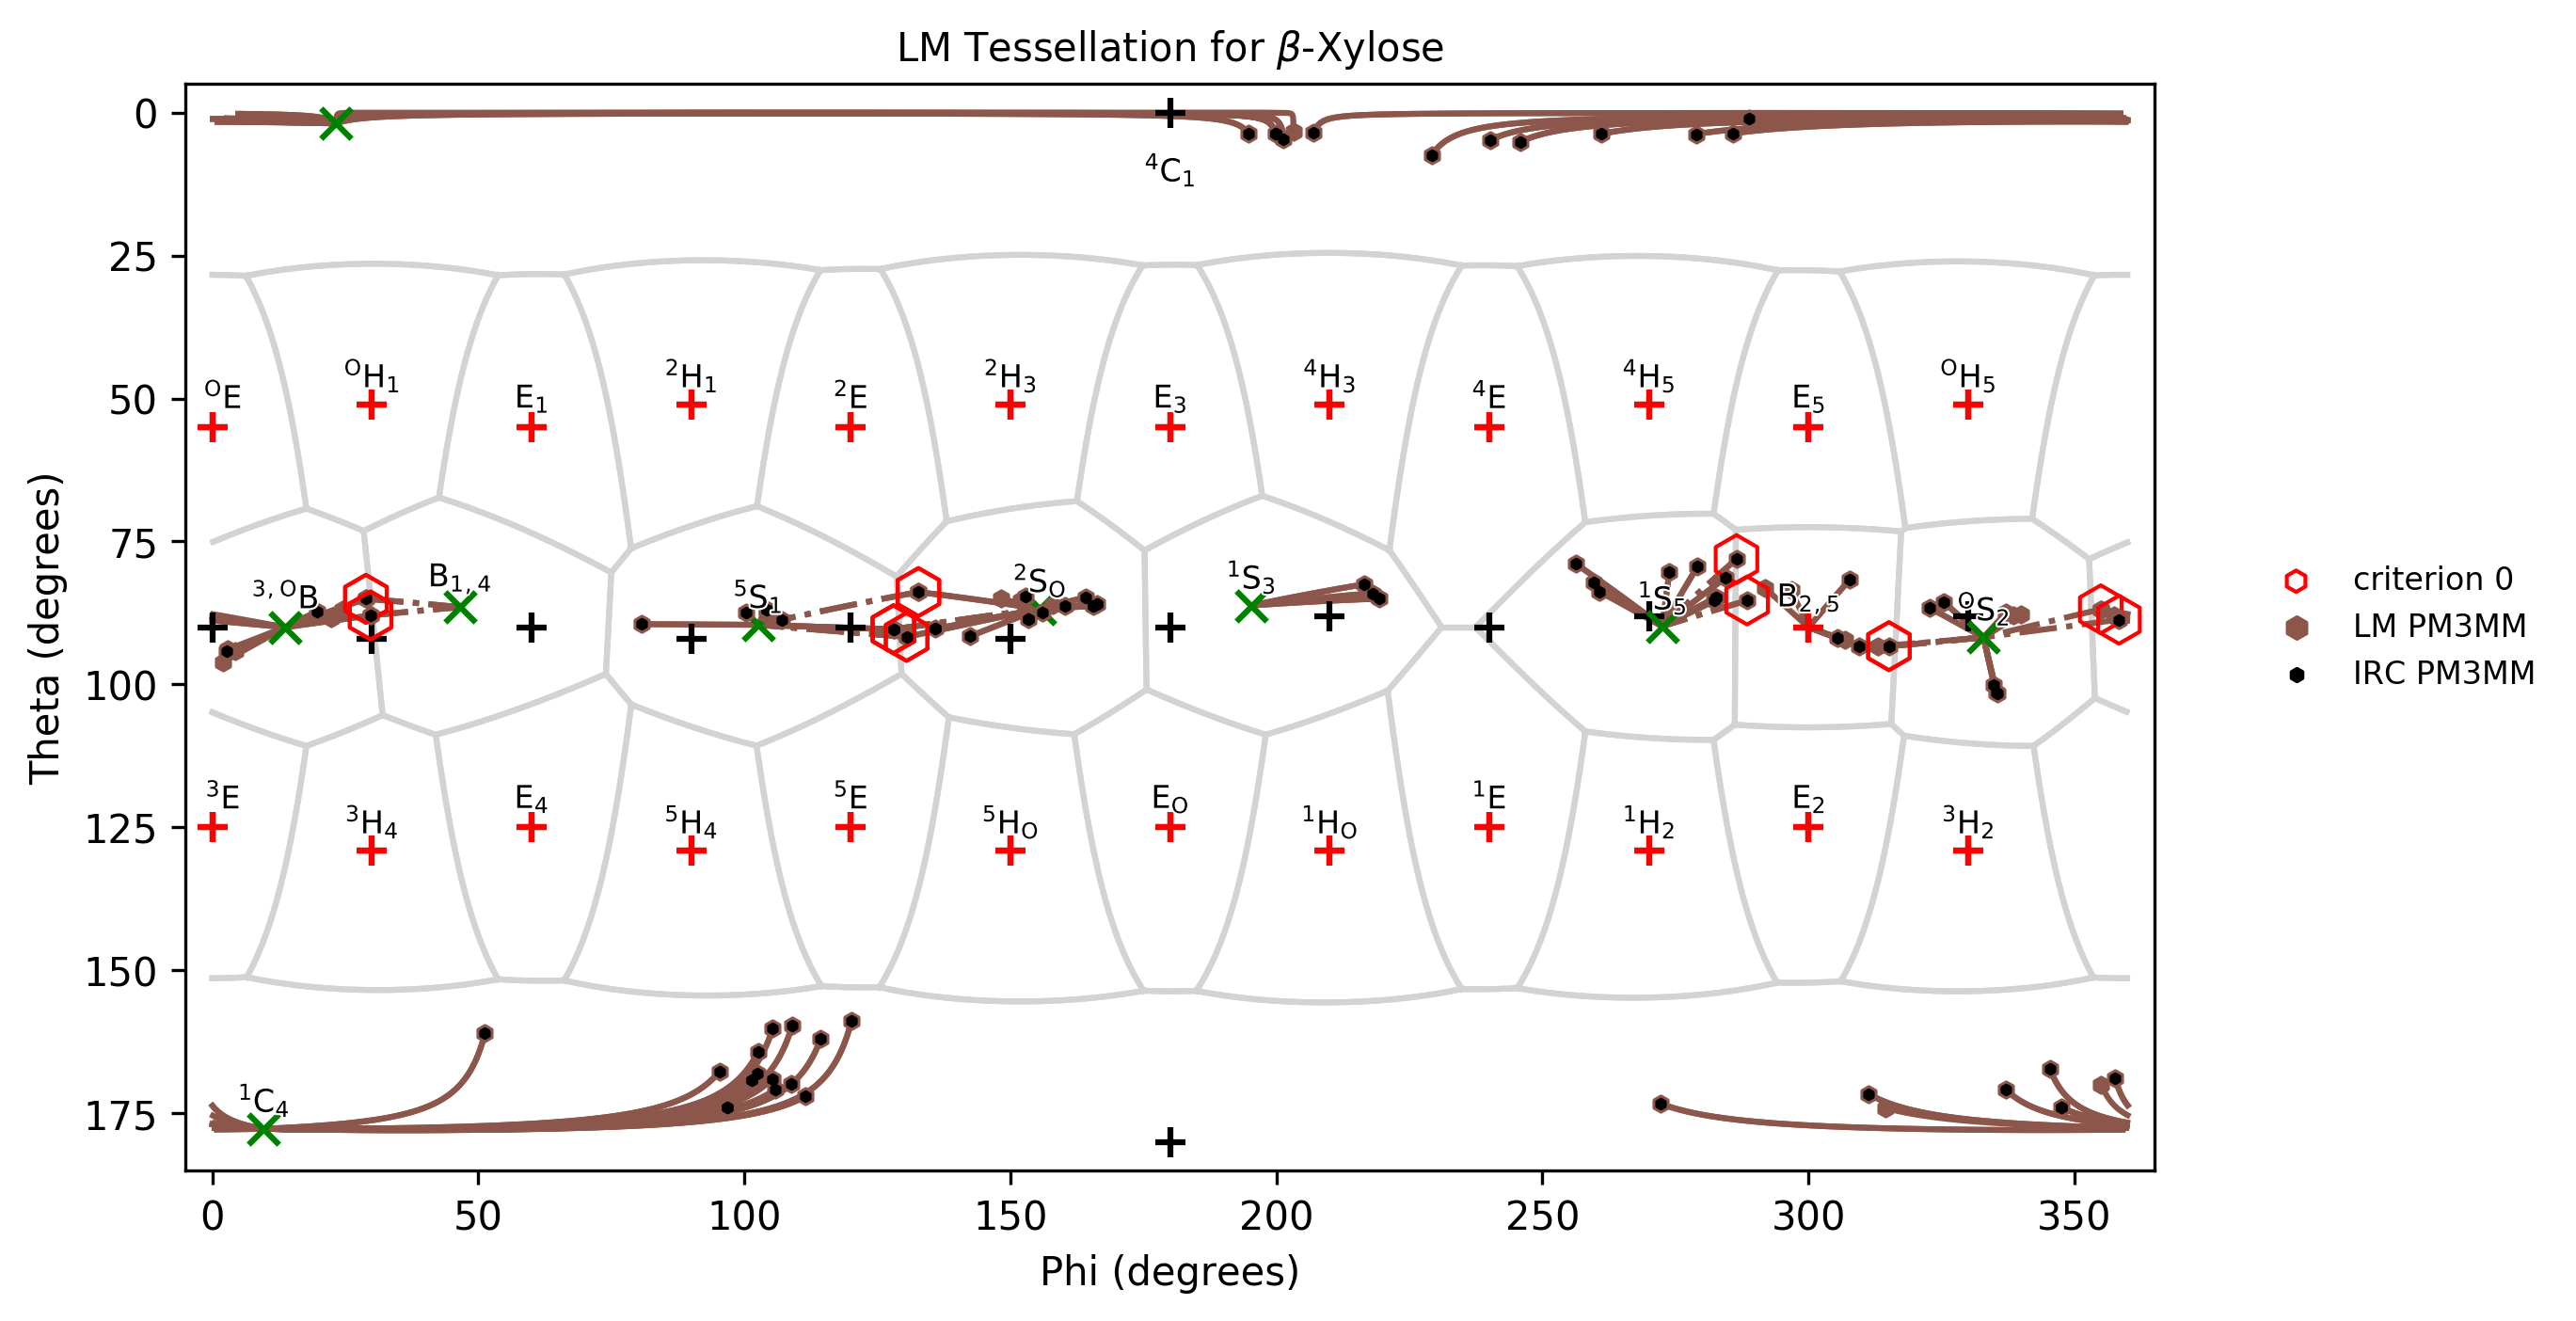 LM Tessellation for β-Xylose
Theta (degrees)
0
25
50
75
100
125
150
175
⁴C₁
ᴼE
ᴼH₁
E₁
²H₁
²E
²H₃
E₃
⁴H₃
⁴E
⁴H₅
E₅
ᴼH₅
³,ᴼB
B₁,₄
⁵S₁
²Sₒ
¹S₃
¹S₅
B₂,₅
ᴼS₂
³E
³H₄
E₄
⁵H₄
⁵E
⁵Hₒ
Eₒ
¹Hₒ
¹E
¹H₂
E₂
³H₂
¹C₄
0 50 100 150 200 250 300 350
Phi (degrees)
criterion 0
LM PM3MM
IRC PM3MM